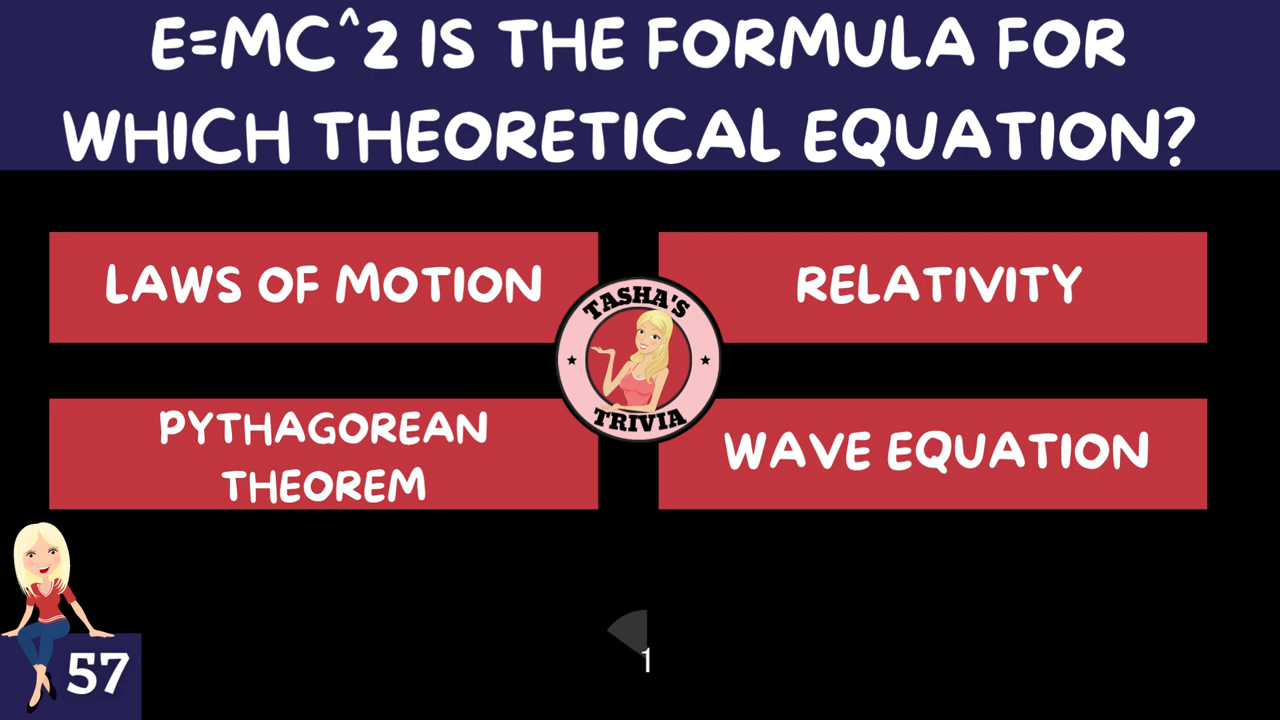 E=MC^2 IS THE FORMULA FOR
WHICH THEORETICAL EQUATION?
LAWS OF MOTION
RELATIVITY
TASHA'S
TRIVIA
PYTHAGOREAN
THEOREM
WAVE EQUATION
57
1